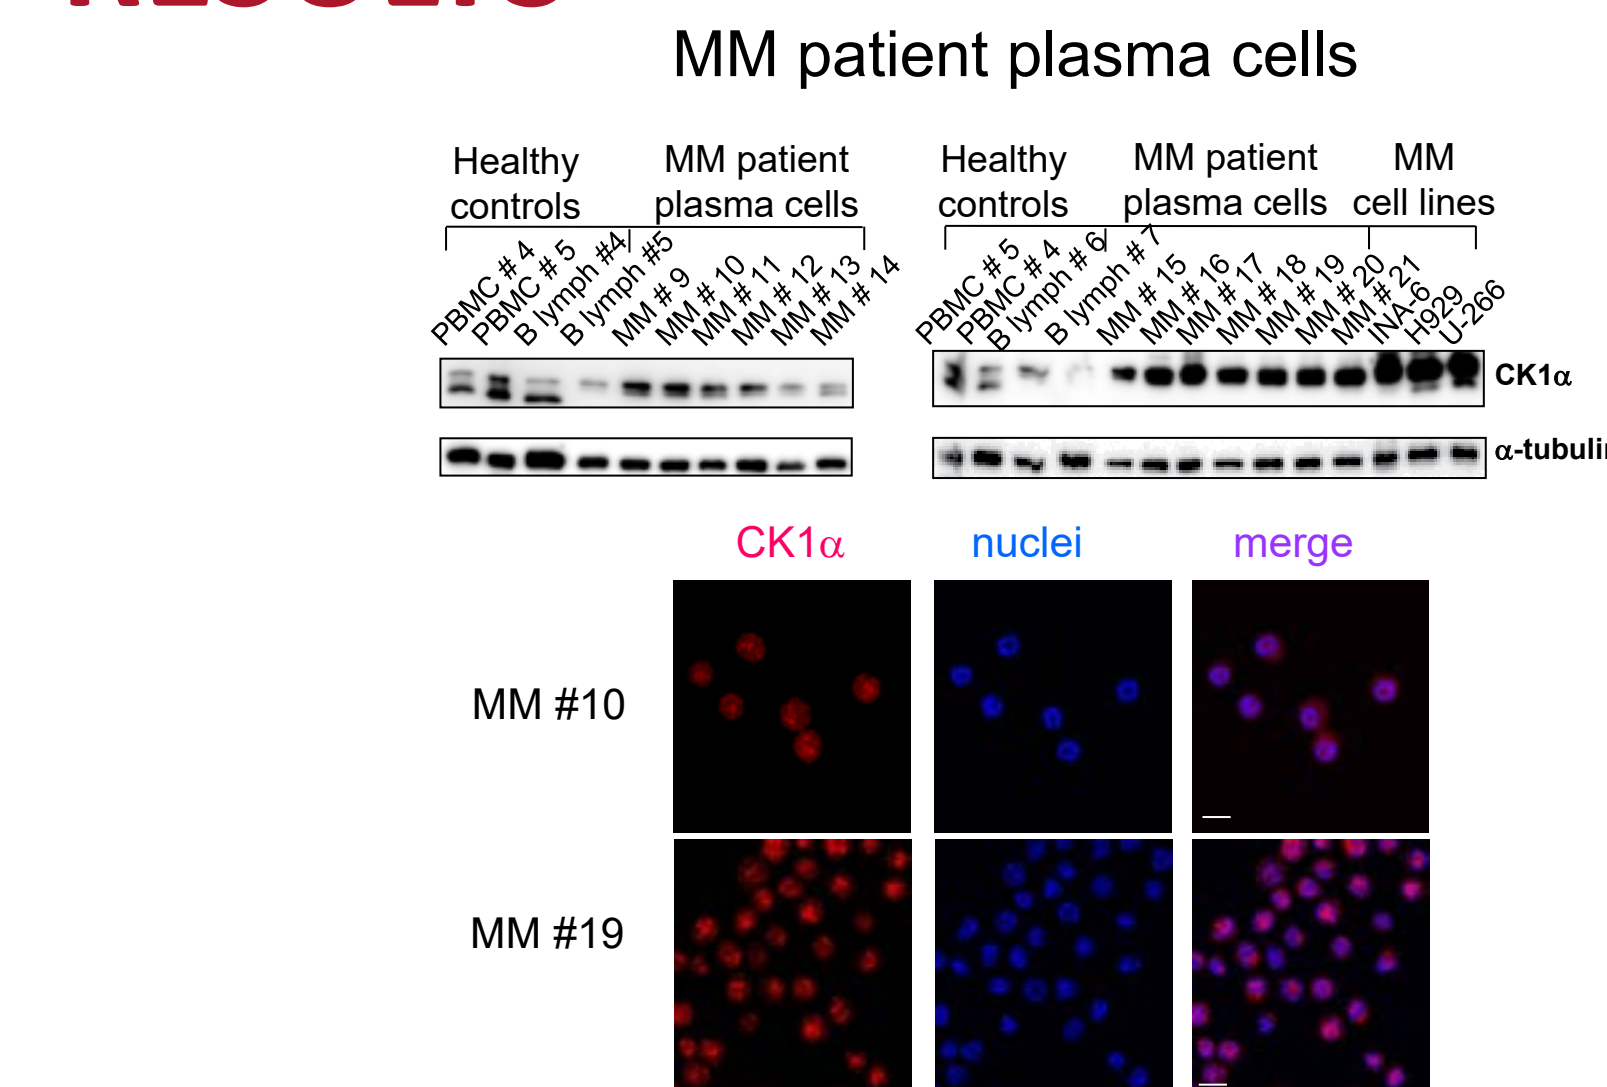 RESULTS
MM patient plasma cells
Healthy
controls
MM patient
plasma cells
PBMC # 4
PBMC # 5
B lymph #4
B lymph #5
MM # 9
MM # 10
MM # 11
MM # 12
MM # 13
MM # 14
Healthy
controls
MM patient
plasma cells
MM
cell lines
PBMC # 5
PBMC # 4
B lymph # 6
B lymph # 7
MM # 15
MM # 16
MM # 17
MM # 18
MM # 19
MM # 20
MM # 21
INA-6
H929
U-266
CK1α
α-tubulin
CK1α nuclei merge
MM #10
MM #19